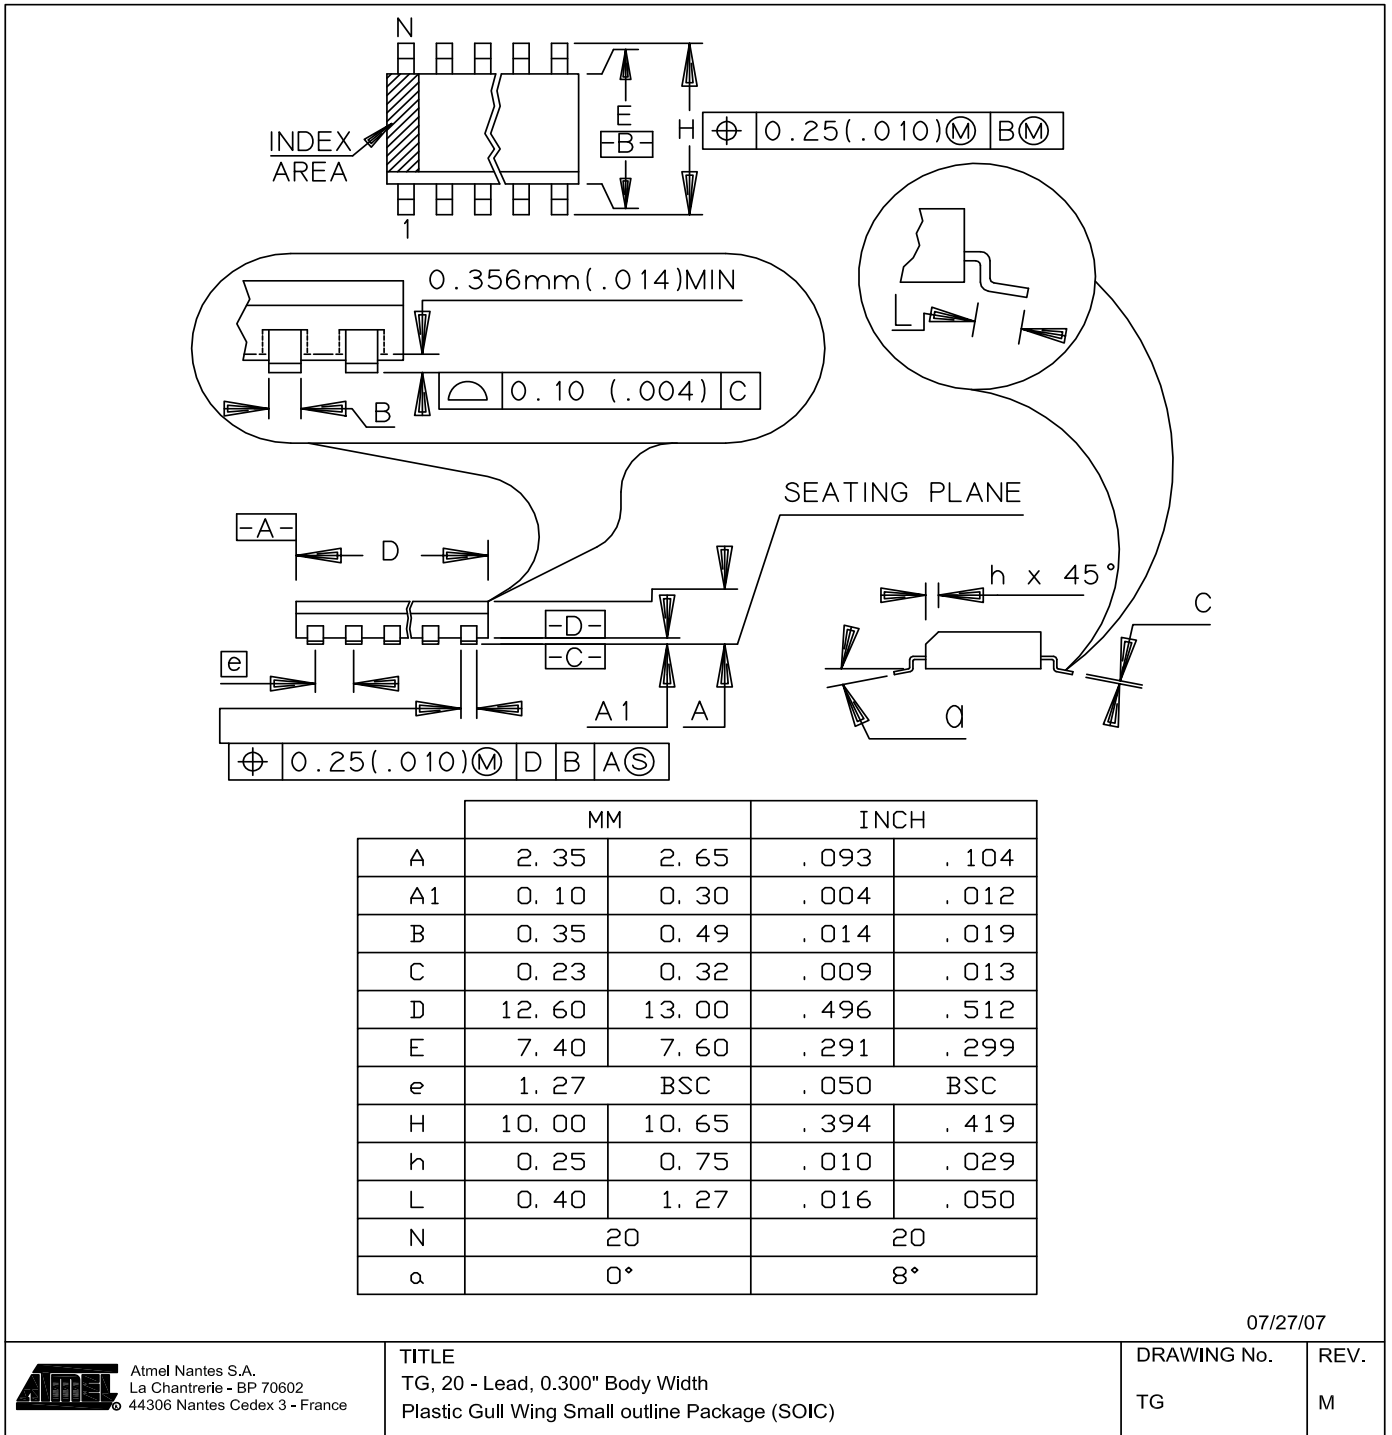 N
INDEX
AREA
1
E
-B-
H
⌖ 0.25(.010)Ⓜ BⓂ
0.356mm(.014)MIN
⌓ 0.10 (.004) C
B
L
SEATING PLANE
-A-
D
h x 45°
C
-D-
-C-
e
A1
A
a
⌖ 0.25(.010)Ⓜ D B AⓈ
MM INCH
A 2.35 2.65 .093 .104
A1 0.10 0.30 .004 .012
B 0.35 0.49 .014 .019
C 0.23 0.32 .009 .013
D 12.60 13.00 .496 .512
E 7.40 7.60 .291 .299
e 1.27 BSC .050 BSC
H 10.00 10.65 .394 .419
h 0.25 0.75 .010 .029
L 0.40 1.27 .016 .050
N 20 20
a 0° 8°
07/27/07
ATMEL®
Atmel Nantes S.A.
La Chantrerie - BP 70602
44306 Nantes Cedex 3 - France
TITLE
TG, 20 - Lead, 0.300" Body Width
Plastic Gull Wing Small outline Package (SOIC)
DRAWING No.
TG
REV.
M